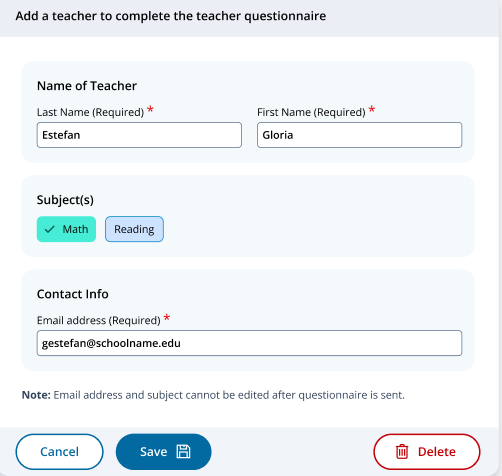 Add a teacher to complete the teacher questionnaire
Name of Teacher
Last Name (Required) *
First Name (Required) *
Estefan
Gloria
Subject(s)
Math
Reading
Contact Info
Email address (Required) *
gestefan@schoolname.edu
Note: Email address and subject cannot be edited after questionnaire is sent.
Cancel
Save
Delete